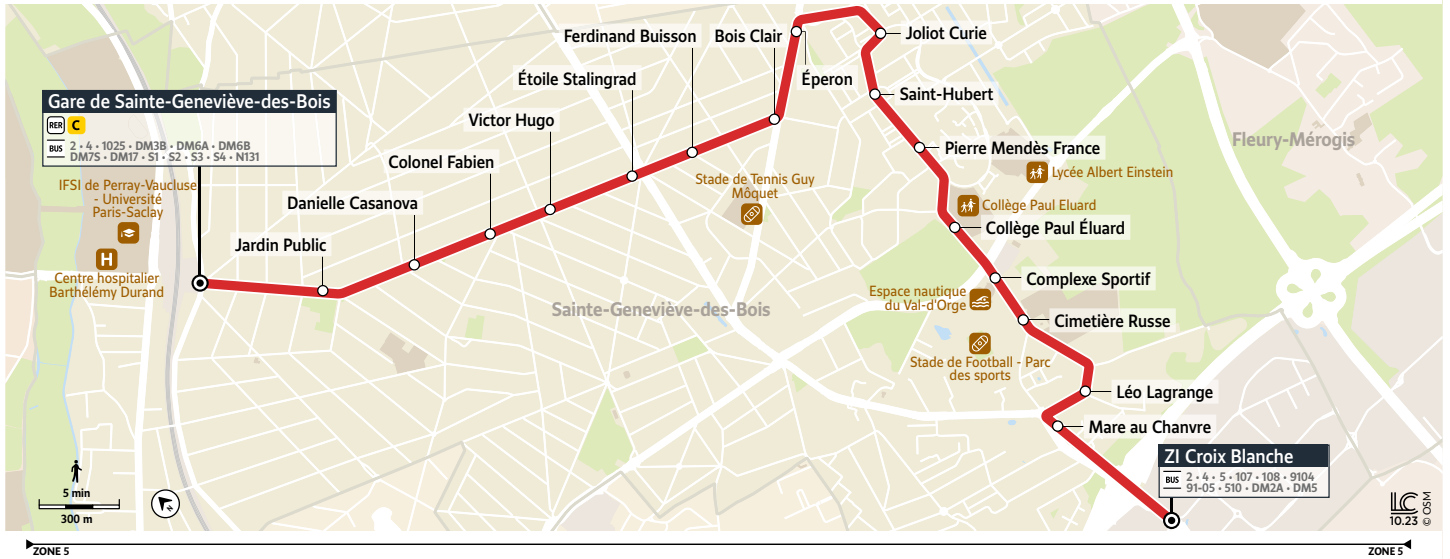 Ferdinand Buisson
Bois Clair
Joliot Curie
Étoile Stalingrad
Éperon
Gare de Sainte-Geneviève-des-Bois
RER C
BUS 2 • 4 • 1025 • DM3B • DM6A • DM6B
DM7S • DM17 • S1 • S2 • S3 • S4 • N131
Saint-Hubert
Victor Hugo
Fleury-Mérogis
Pierre Mendès France
Colonel Fabien
Lycée Albert Einstein
IFSI de Perray-Vaucluse
- Université
Paris-Saclay
Stade de Tennis Guy
Môquet
Danielle Casanova
Collège Paul Eluard
Collège Paul Éluard
Jardin Public
H
Centre hospitalier
Barthélémy Durand
Complexe Sportif
Espace nautique
du Val-d'Orge
Sainte-Geneviève-des-Bois
Cimetière Russe
Stade de Football - Parc
des sports
Léo Lagrange
Mare au Chanvre
ZI Croix Blanche
BUS 2 • 4 • 5 • 107 • 108 • 9104
91-05 • 510 • DM2A • DM5
5 min
300 m
N
LC
10.23
© OSM
ZONE 5
ZONE 5